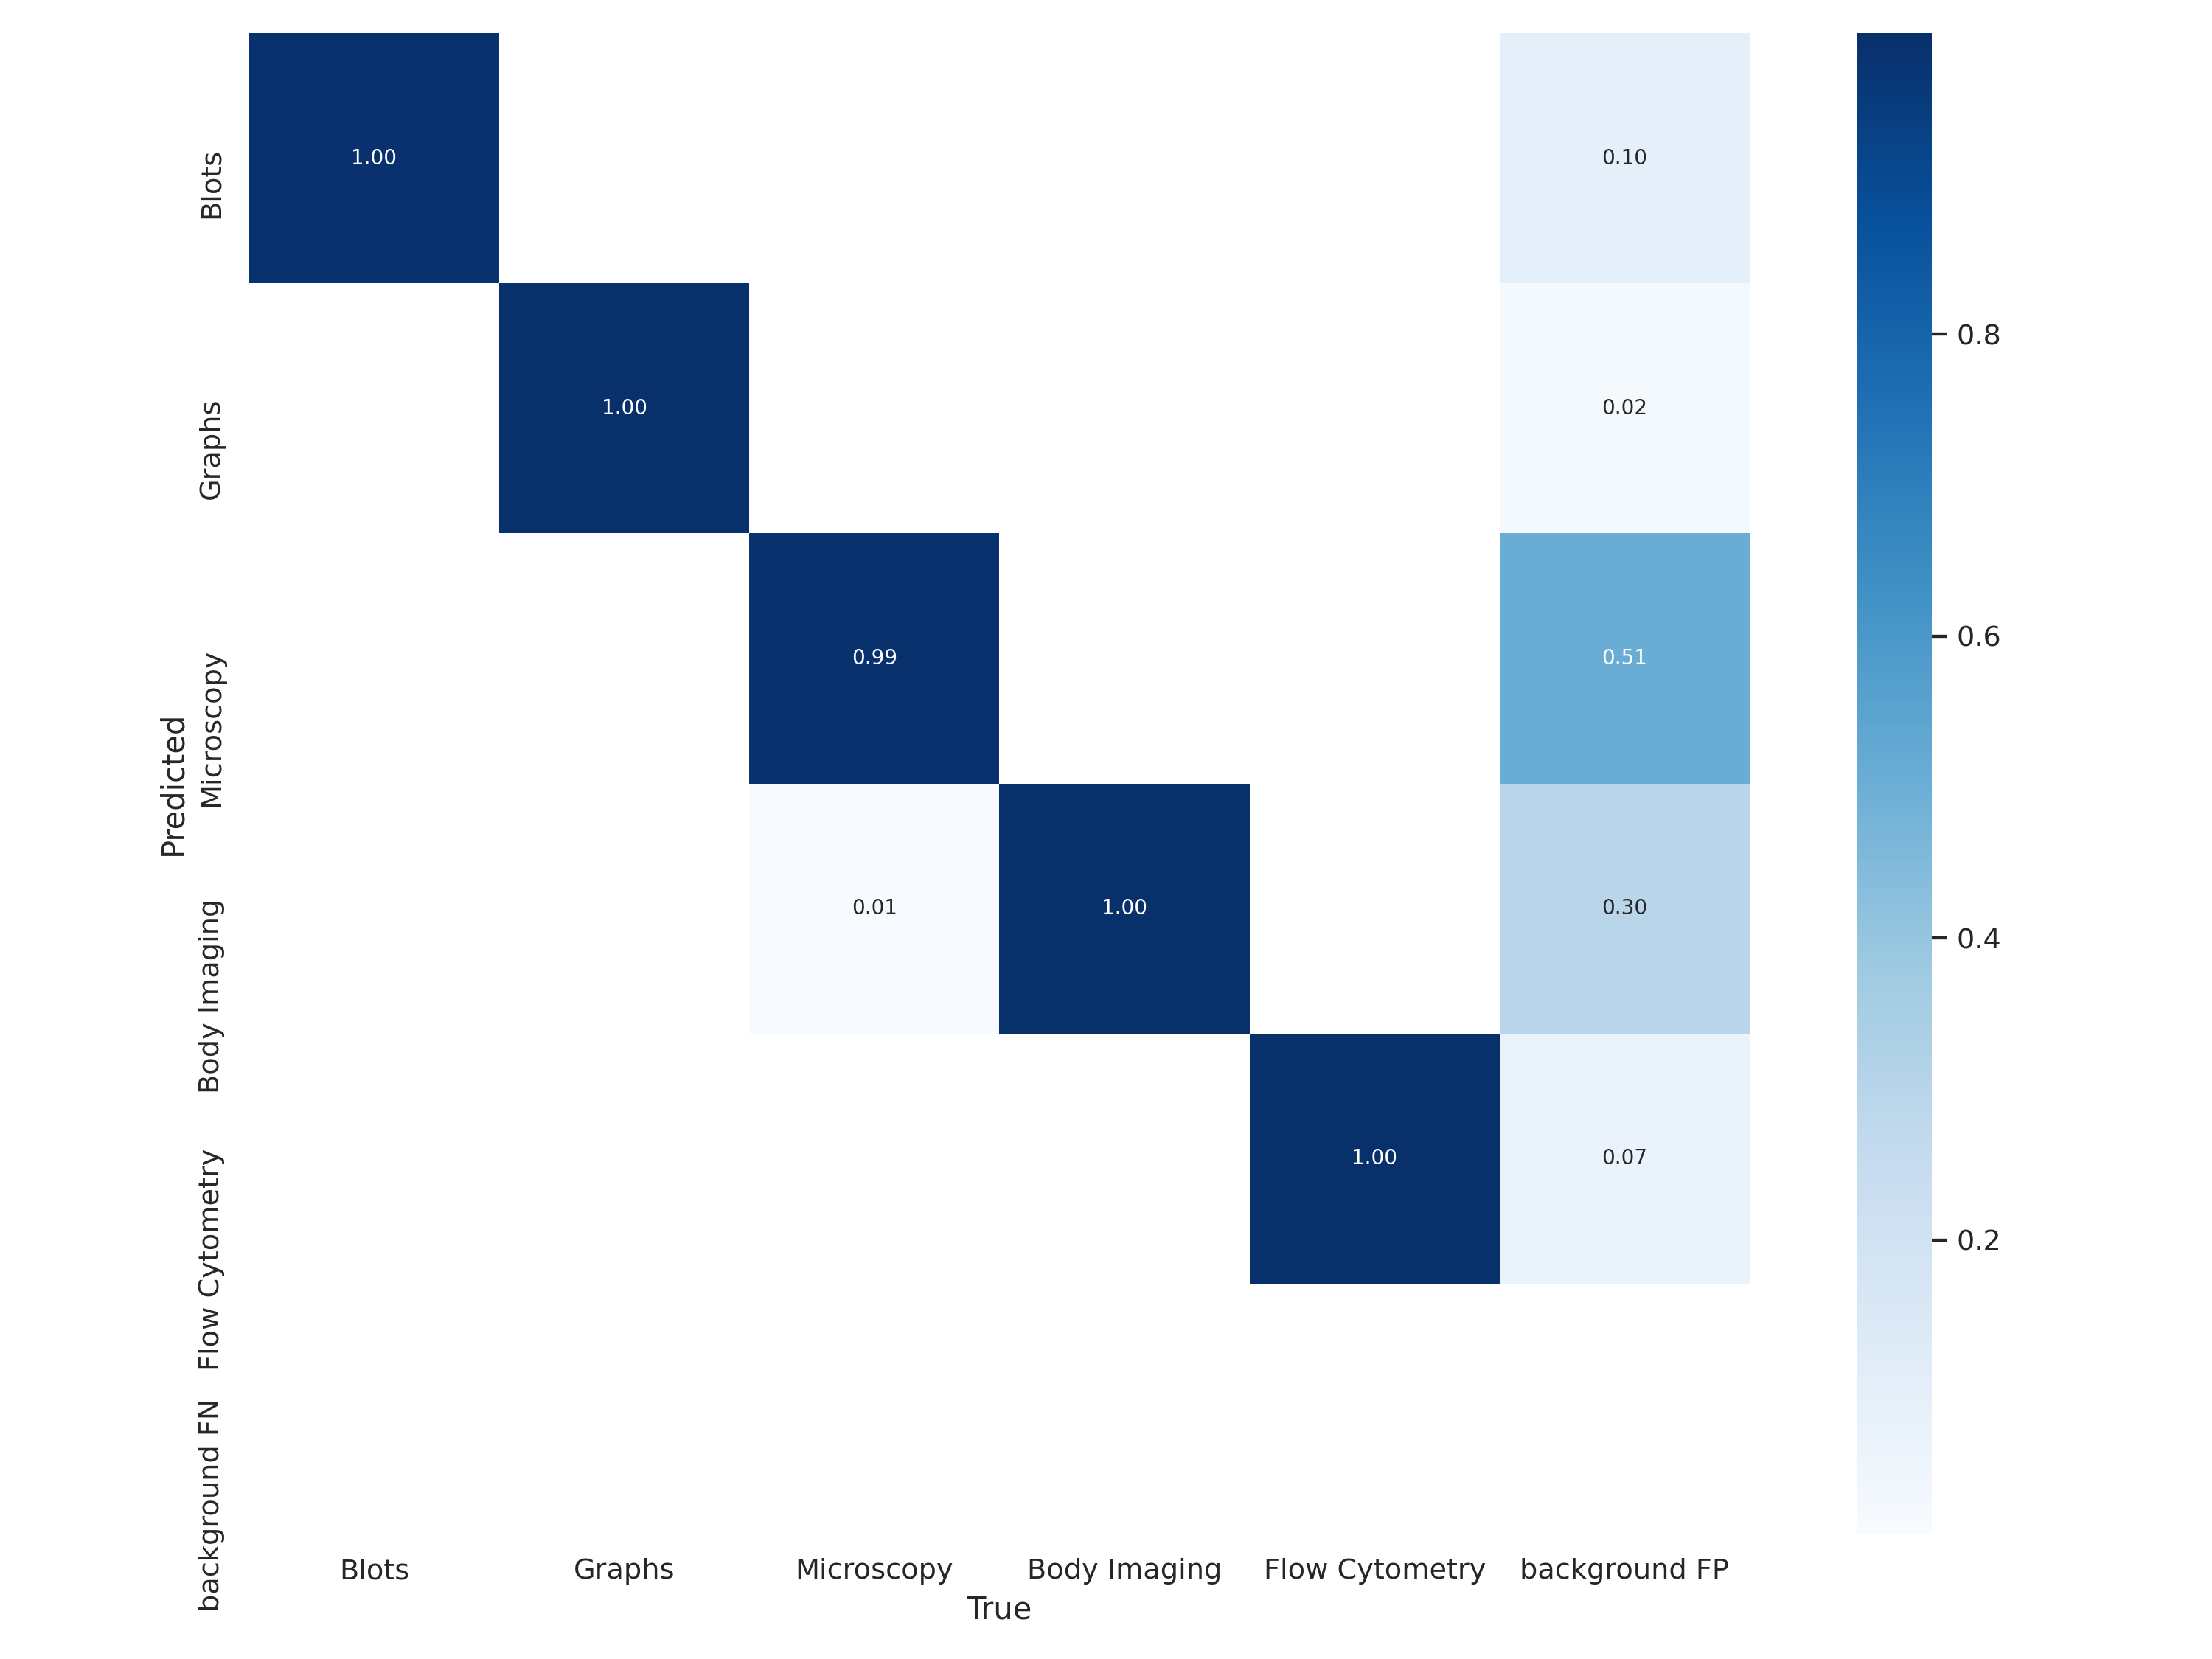 Predicted
Blots
Graphs
Microscopy
Body Imaging
Flow Cytometry
background FN
1.00
0.10
1.00
0.02
0.99
0.51
0.01
1.00
0.30
1.00
0.07
Blots
Graphs
Microscopy
Body Imaging
Flow Cytometry
background FP
True
0.8
0.6
0.4
0.2